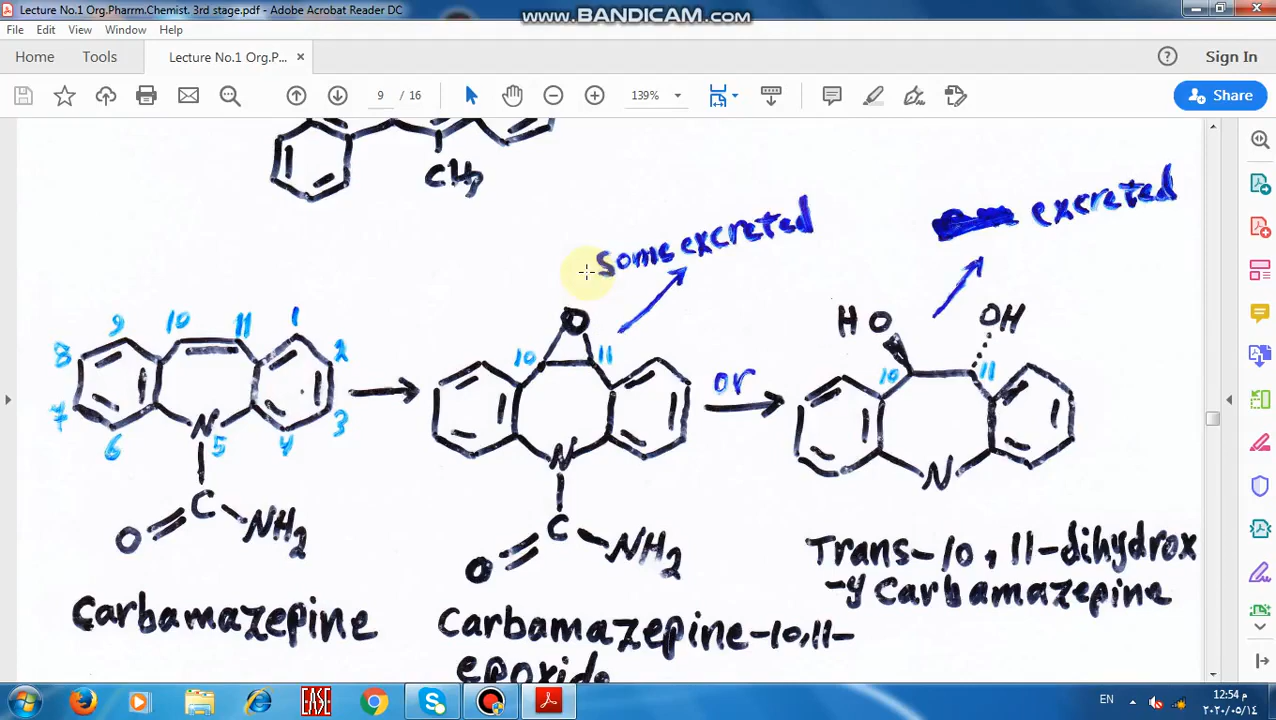 Lecture No.1 Org.Pharrm.Chemist. 3rd stage.pdf - Adobe Acrobat Reader DC
www.BANDICAM.com
File Edit View Window Help
Home Tools Lecture No.1 Org.P... × Sign In
9 / 16 139% Share
CH3
Some excreted
excreted
O
HO OH
9 10 11 1
8 2
7 3
6 N 5 4
10 11
or
10 11
N
N
C
O NH2
C
O NH2
Trans-10, 11-dihydrox
-y Carbamazepine
Carbamazepine
Carbamazepine-10,11-
epoxide
EASE
EN
12:54 م
٢٠٢٠/٠٥/١٤